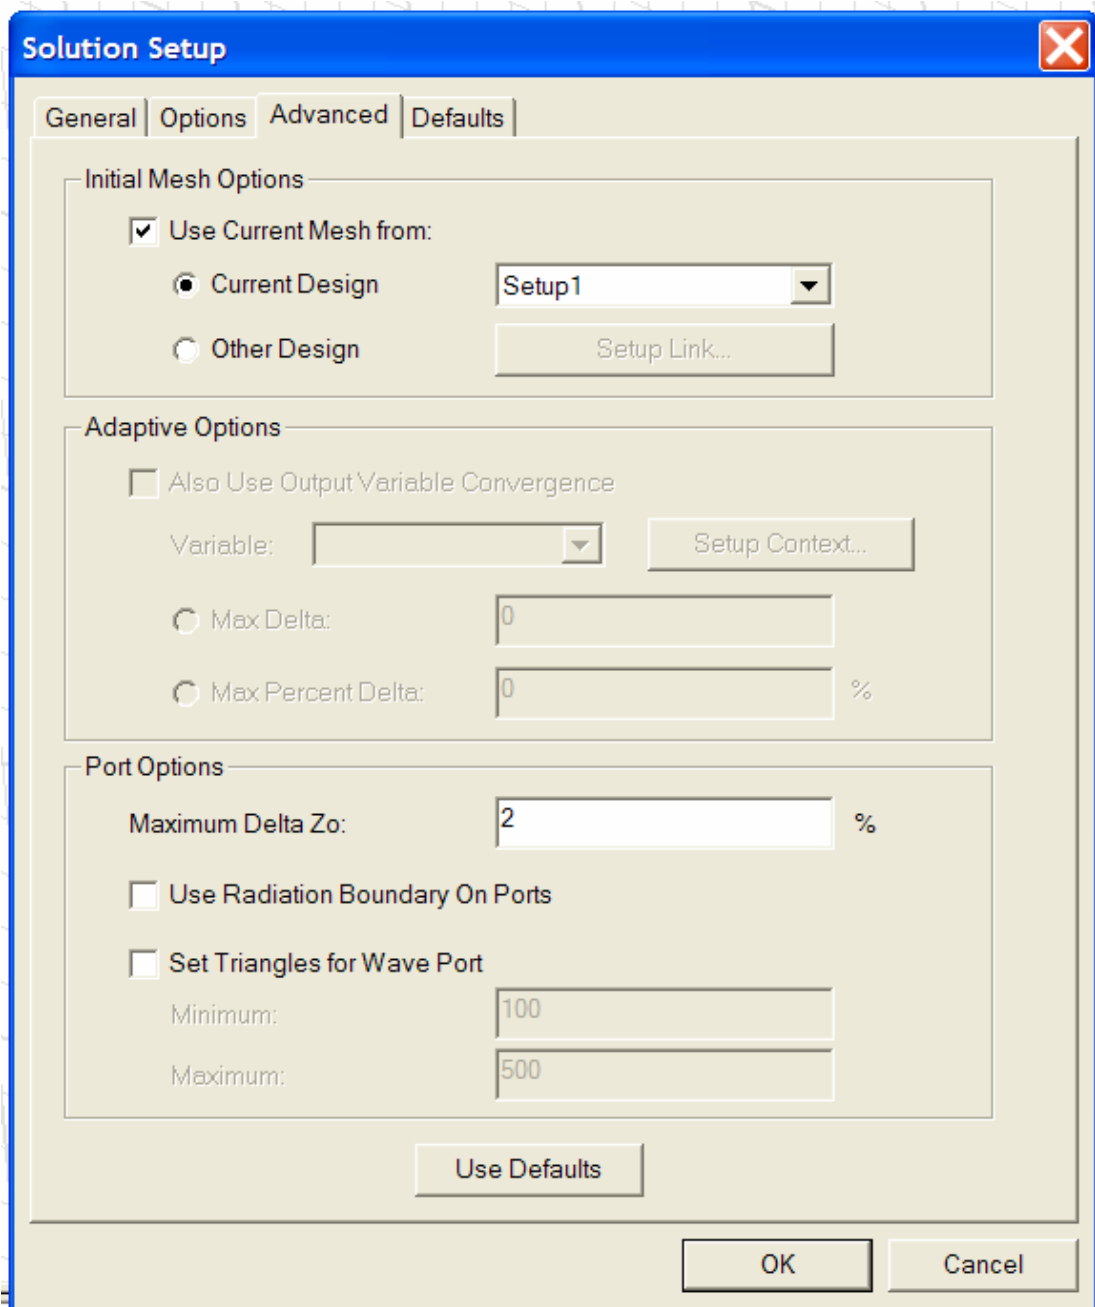 Solution Setup
General Options Advanced Defaults
Initial Mesh Options
Use Current Mesh from:
Current Design Setup1
Other Design Setup Link...
Adaptive Options
Also Use Output Variable Convergence
Variable: Setup Context...
Max Delta: 0
Max Percent Delta: 0 %
Port Options
Maximum Delta Zo: 2 %
Use Radiation Boundary On Ports
Set Triangles for Wave Port
Minimum: 100
Maximum: 500
Use Defaults
OK Cancel